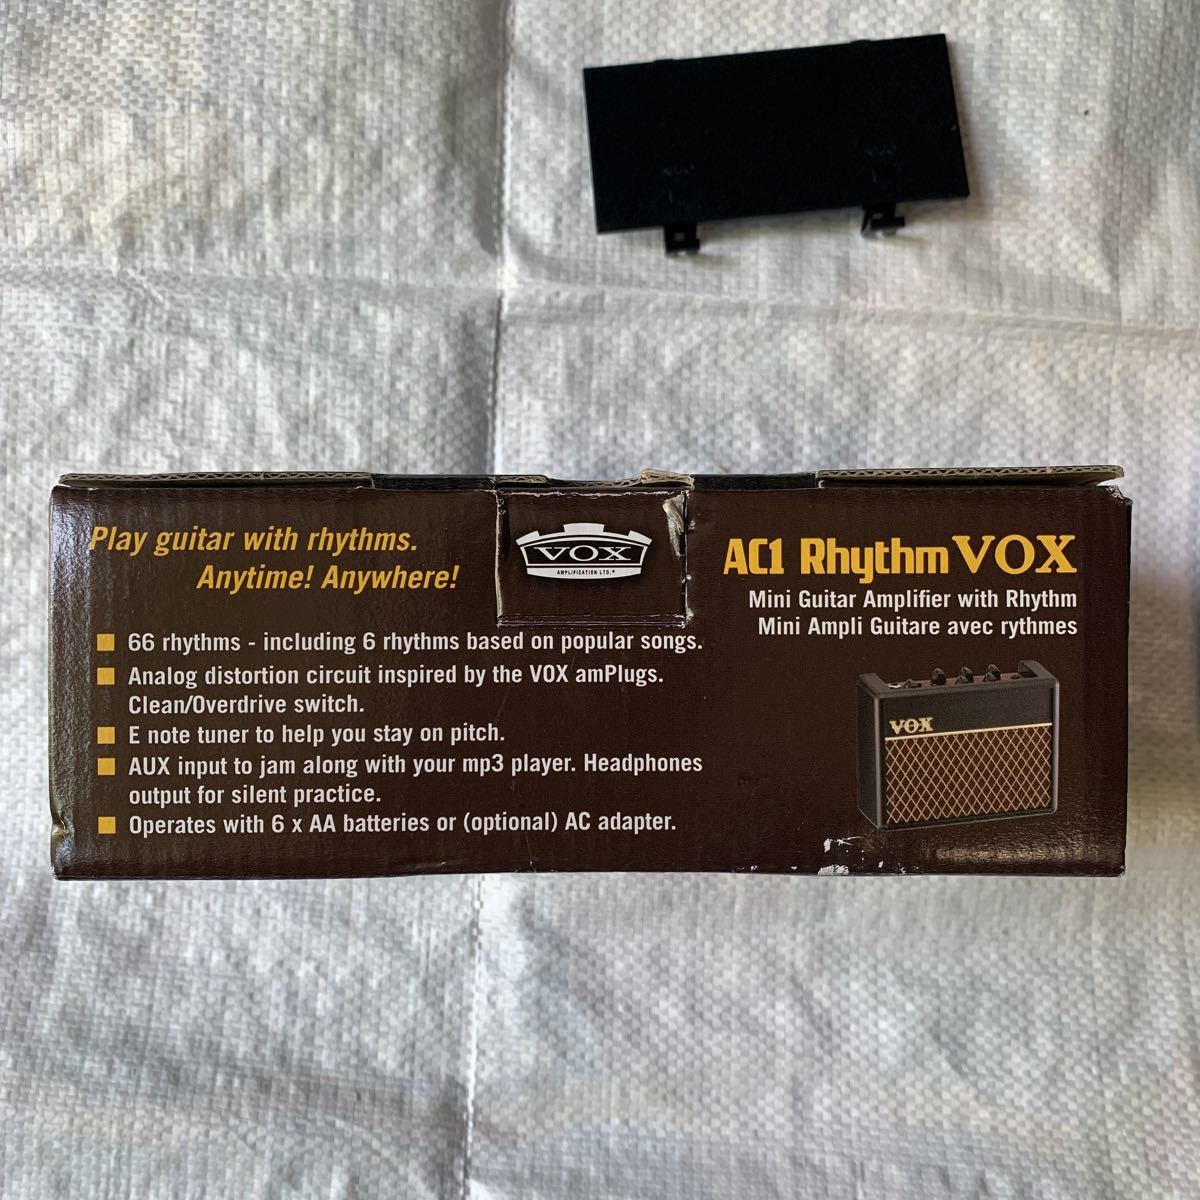 Play guitar with rhythms.
Anytime! Anywhere!
VOX
AMPLIFICATION LTD.®
AC1 Rhythm VOX
Mini Guitar Amplifier with Rhythm
Mini Ampli Guitare avec rythmes
66 rhythms - including 6 rhythms based on popular songs.
Analog distortion circuit inspired by the VOX amPlugs.
Clean/Overdrive switch.
E note tuner to help you stay on pitch.
AUX input to jam along with your mp3 player. Headphones
output for silent practice.
Operates with 6 x AA batteries or (optional) AC adapter.
VOX